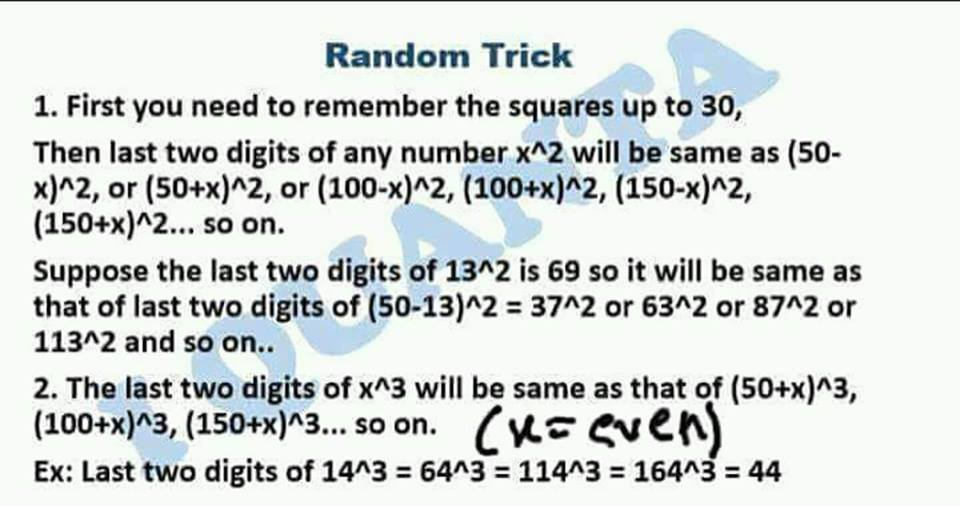 Random Trick
1. First you need to remember the squares up to 30,
Then last two digits of any number x^2 will be same as (50-
x)^2, or (50+x)^2, or (100-x)^2, (100+x)^2, (150-x)^2,
(150+x)^2... so on.
Suppose the last two digits of 13^2 is 69 so it will be same as
that of last two digits of (50-13)^2 = 37^2 or 63^2 or 87^2 or
113^2 and so on..
2. The last two digits of x^3 will be same as that of (50+x)^3,
(100+x)^3, (150+x)^3... so on. (x = even)
Ex: Last two digits of 14^3 = 64^3 = 114^3 = 164^3 = 44
IQUANTA